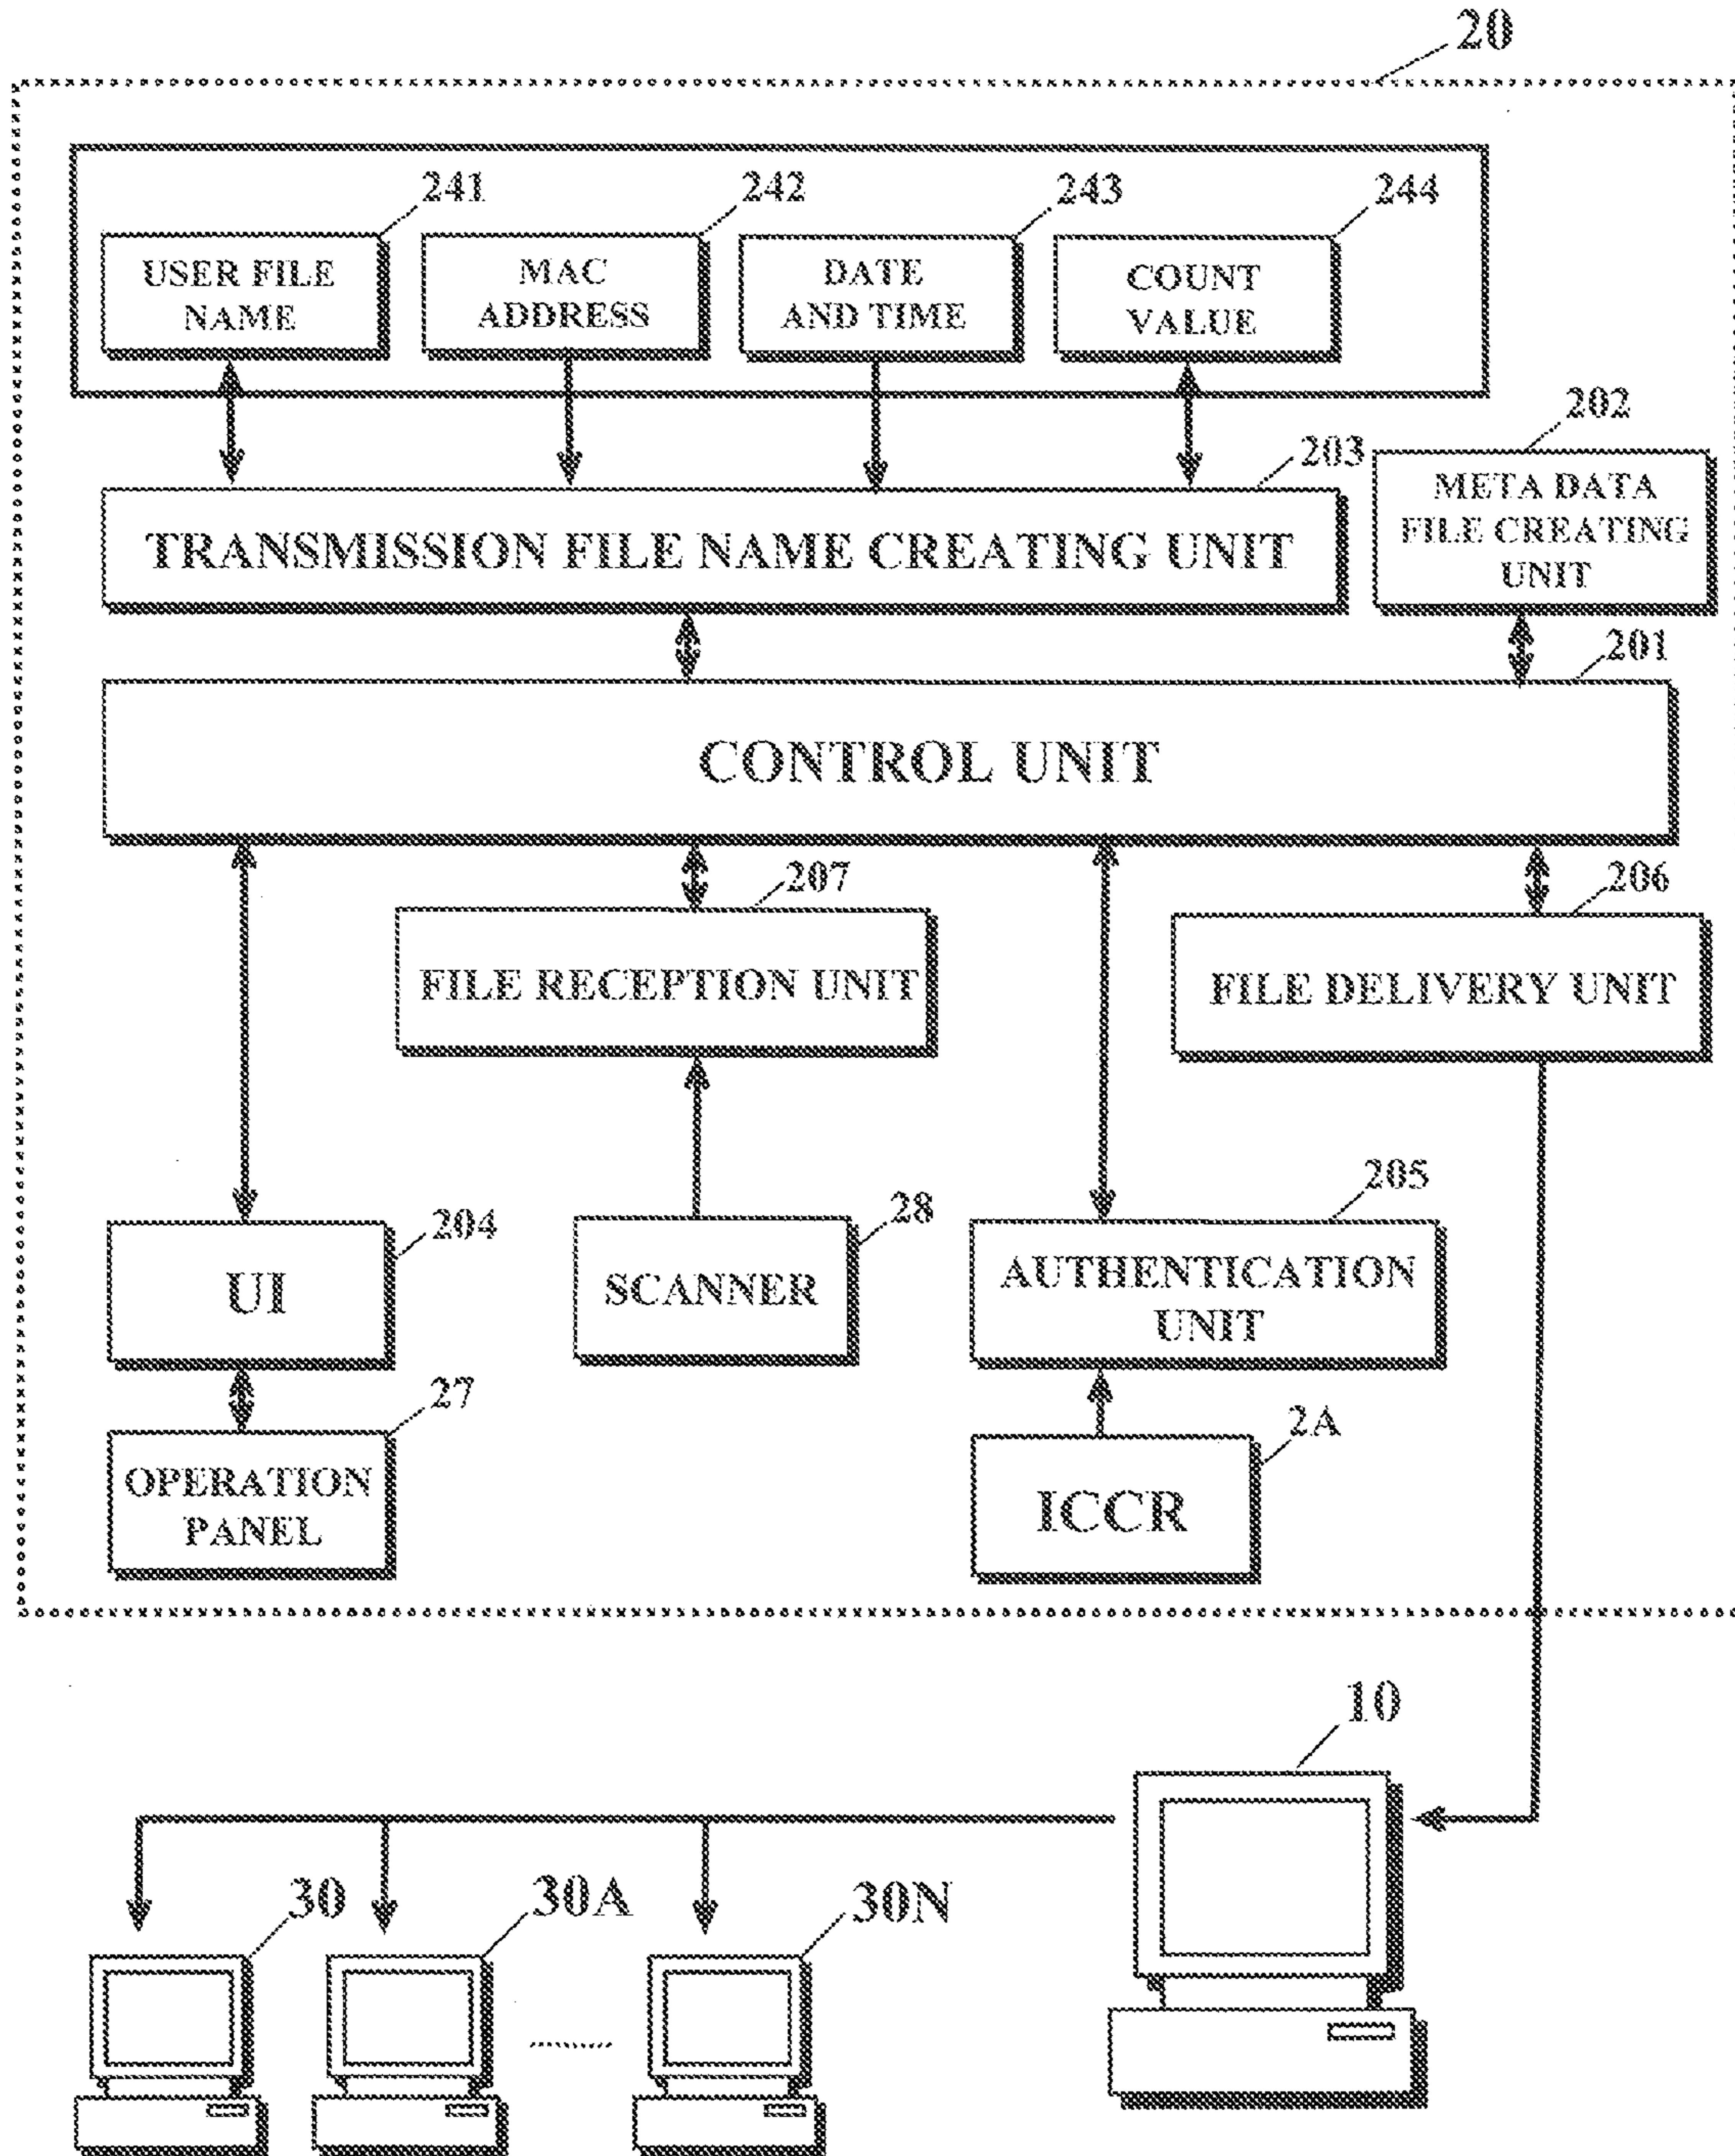 20
241
242
243
244
USER FILE
NAME
MAC
ADDRESS
DATE
AND TIME
COUNT
VALUE
202
203
META DATA
FILE CREATING
UNIT
TRANSMISSION FILE NAME CREATING UNIT
201
CONTROL UNIT
207
206
FILE RECEPTION UNIT
FILE DELIVERY UNIT
204
28
205
UI
SCANNER
AUTHENTICATION
UNIT
27
2A
OPERATION
PANEL
ICCR
10
30
30A
30N